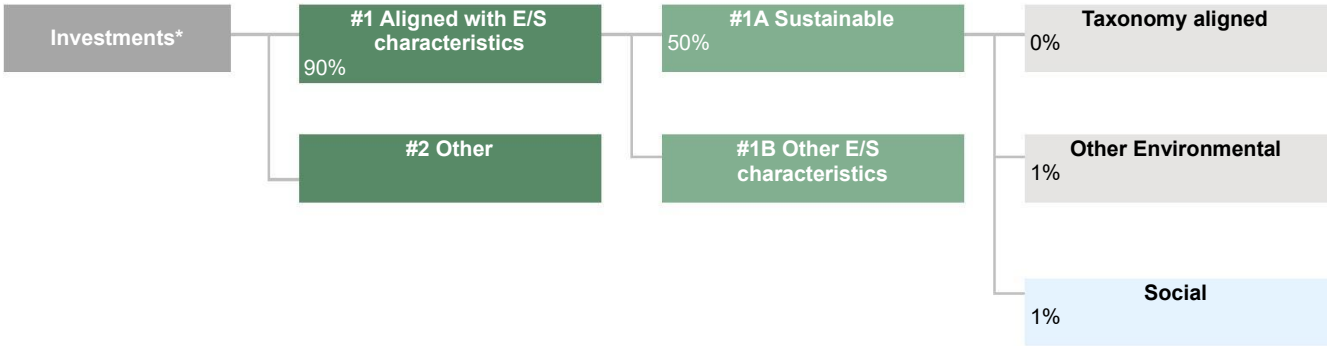 Investments*
#1 Aligned with E/S
characteristics
90%
#2 Other
#1A Sustainable
50%
#1B Other E/S
characteristics
Taxonomy aligned
0%
Other Environmental
1%
Social
1%